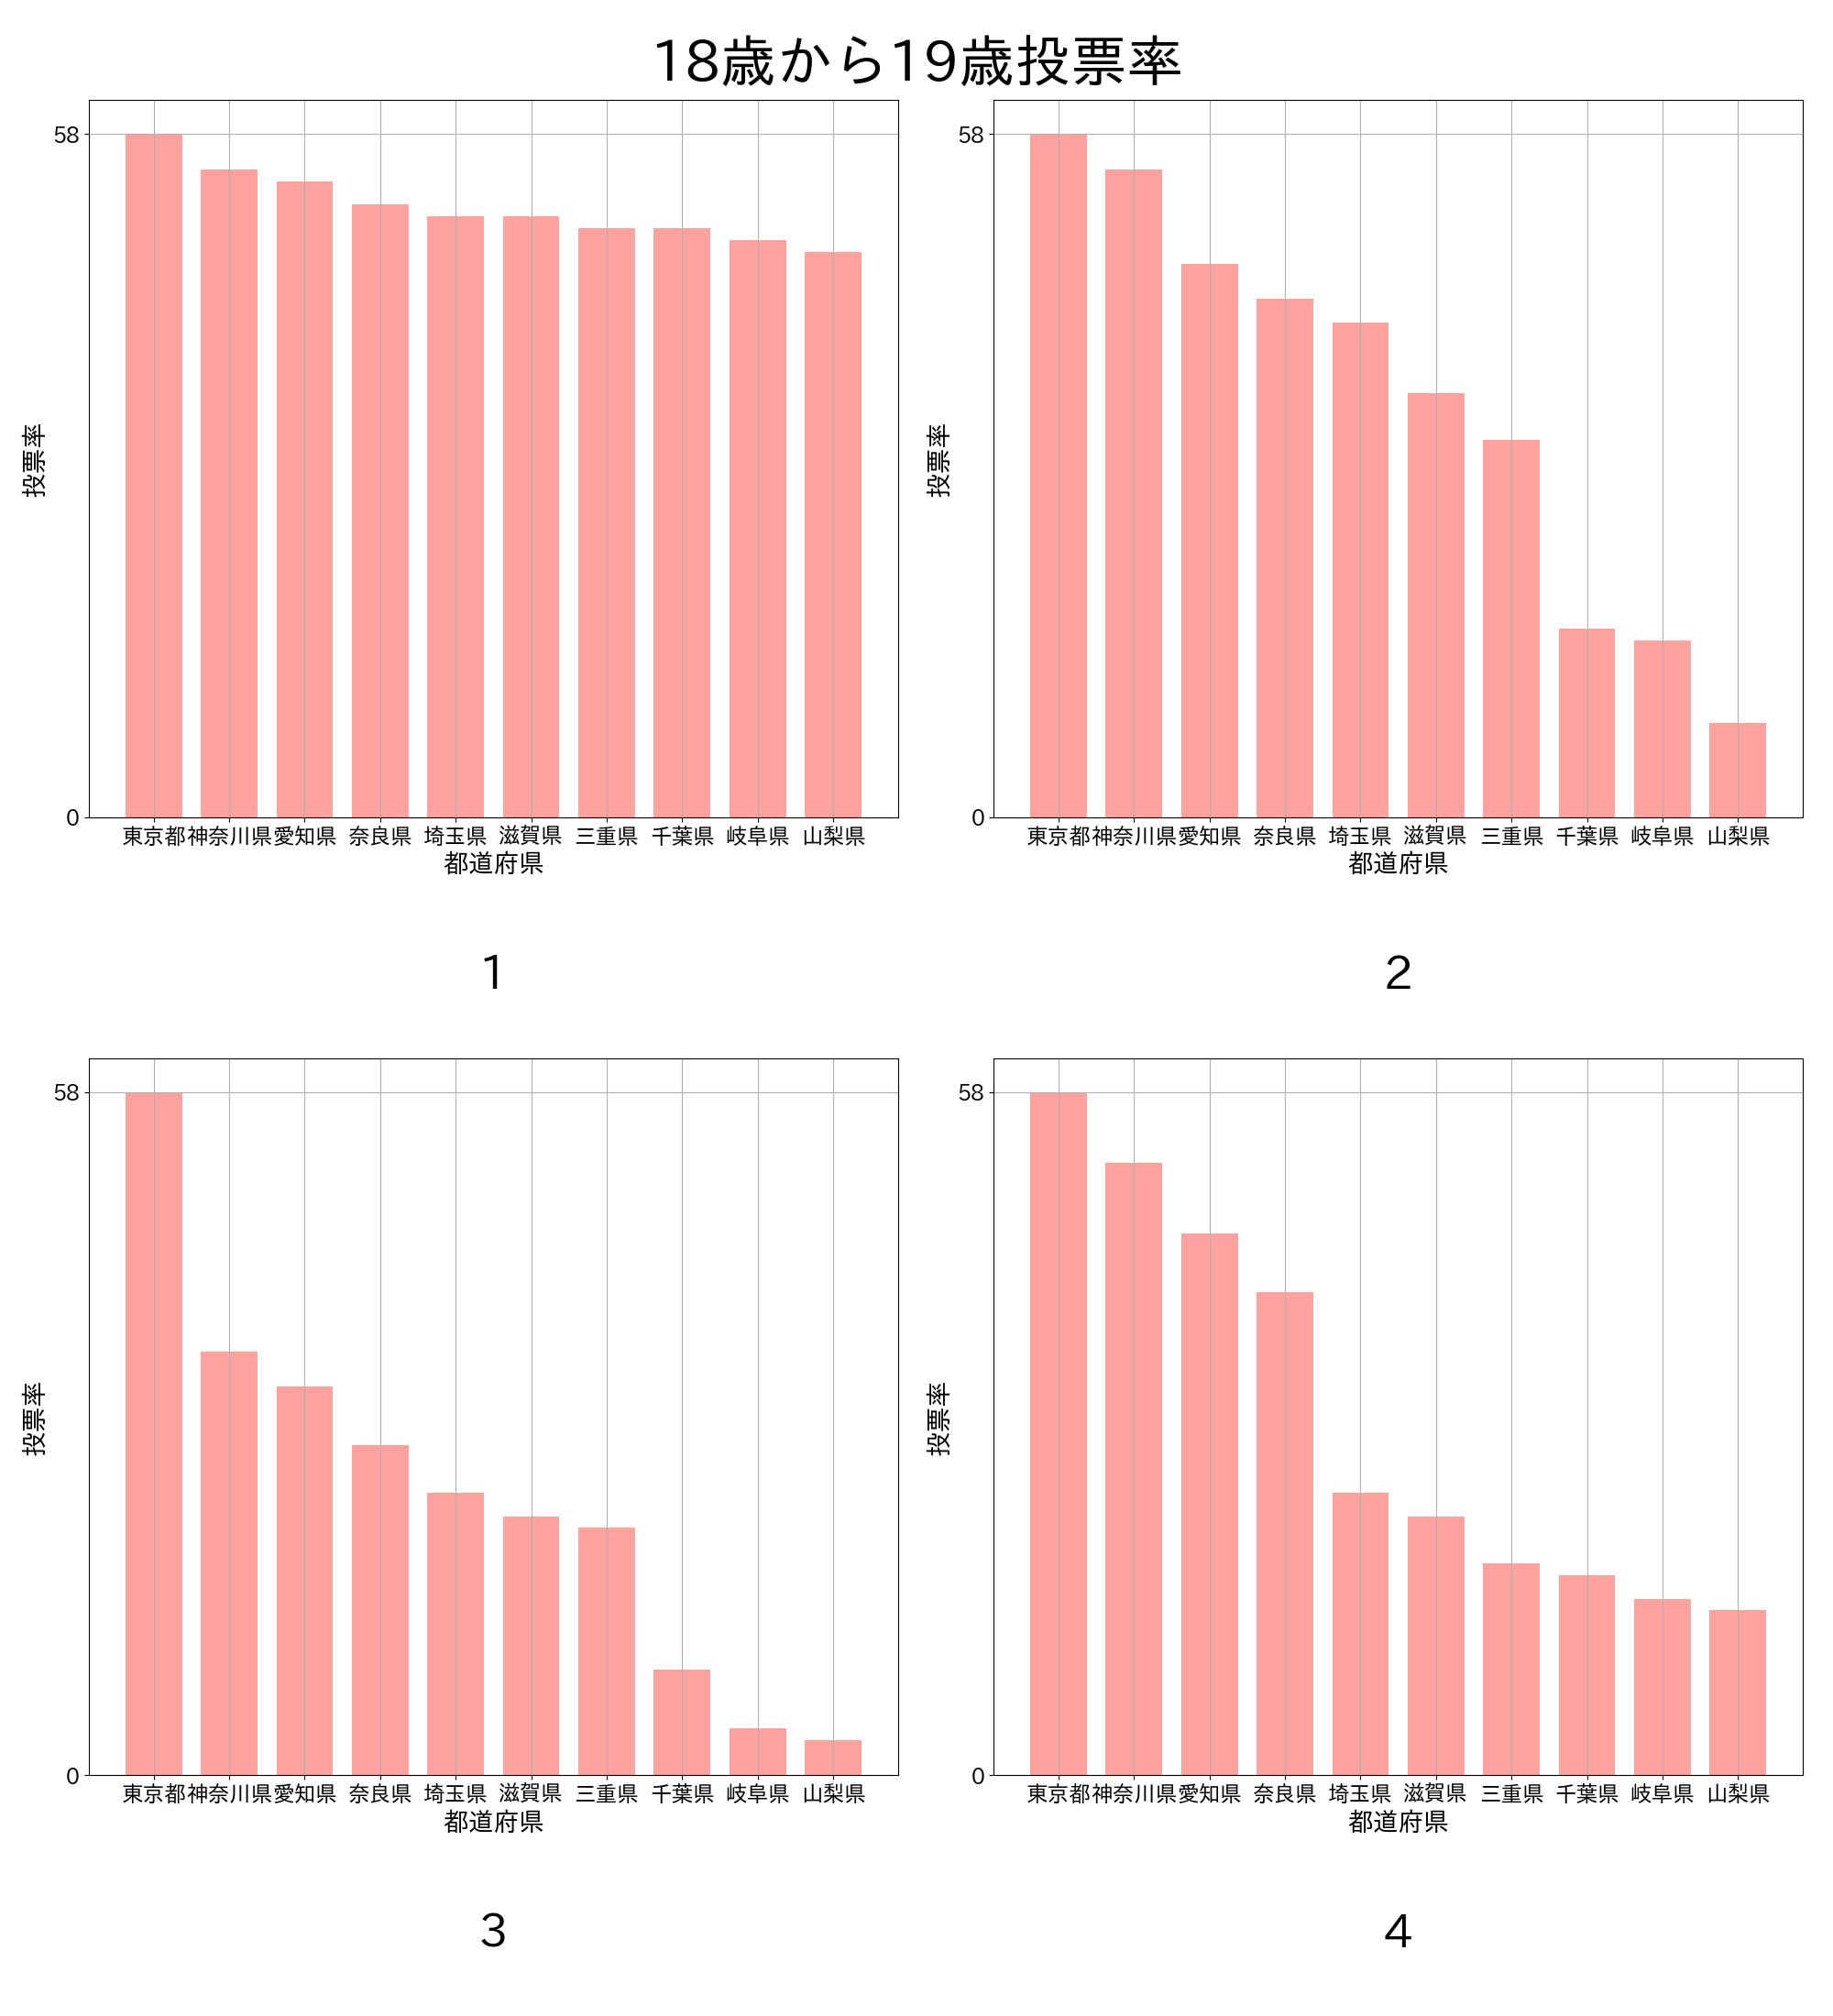 18歳から19歳投票率
58
0
投票率
東京都 神奈川県 愛知県 奈良県 埼玉県 滋賀県 三重県 千葉県 岐阜県 山梨県
都道府県
1
58
0
投票率
東京都 神奈川県 愛知県 奈良県 埼玉県 滋賀県 三重県 千葉県 岐阜県 山梨県
都道府県
2
58
0
投票率
東京都 神奈川県 愛知県 奈良県 埼玉県 滋賀県 三重県 千葉県 岐阜県 山梨県
都道府県
3
58
0
投票率
東京都 神奈川県 愛知県 奈良県 埼玉県 滋賀県 三重県 千葉県 岐阜県 山梨県
都道府県
4